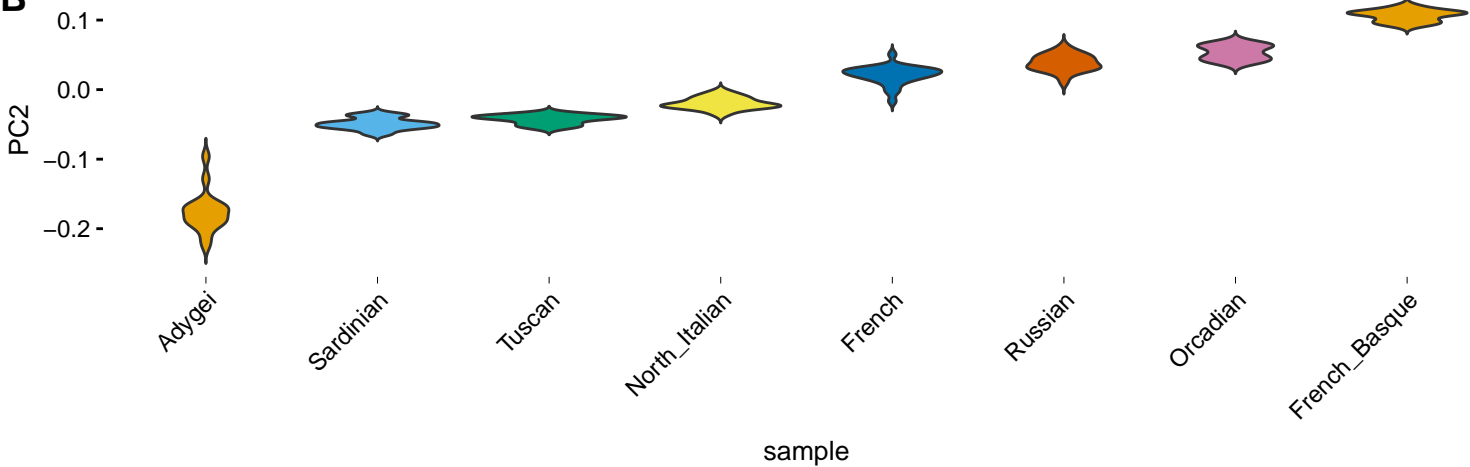 B
0.1
0.0
−0.1
−0.2
PC2
Adygei
Sardinian
Tuscan
North_Italian
French
Russian
Orcadian
French_Basque
sample